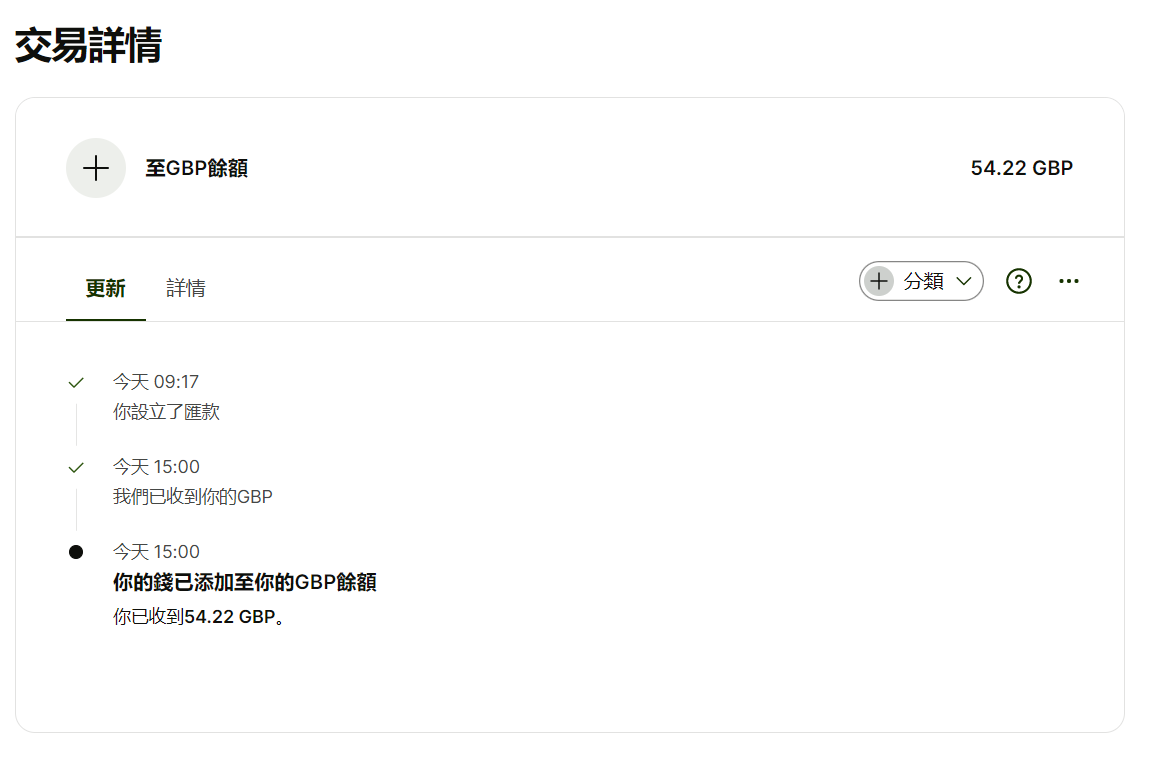 交易詳情
至GBP餘額
54.22 GBP
更新
詳情
分類
今天 09:17
你設立了匯款
今天 15:00
我們已收到你的GBP
今天 15:00
你的錢已添加至你的GBP餘額
你已收到54.22 GBP。